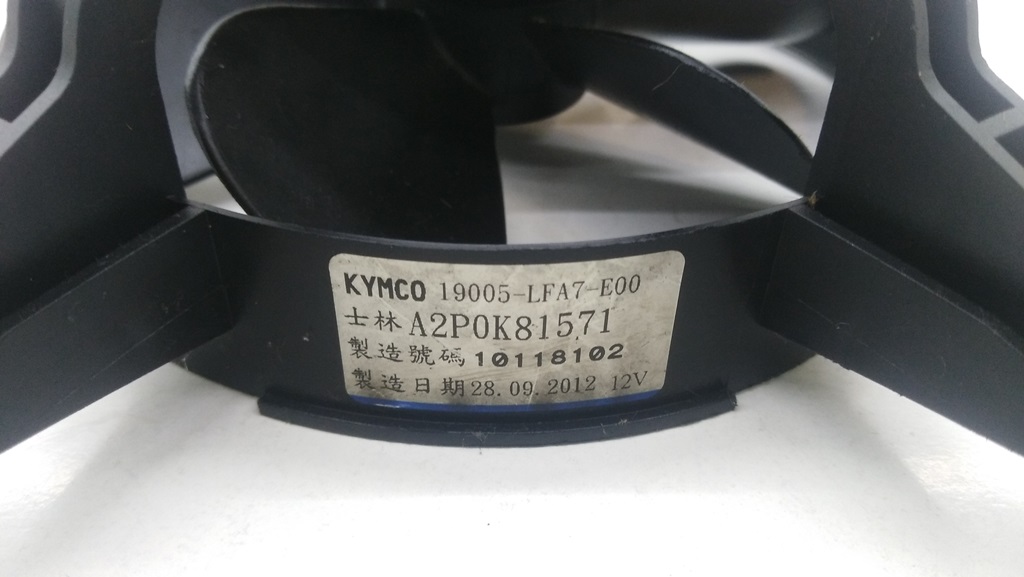 KYMCO 19005-LFA7-E00
士林 A2P0K81571
製造號碼 10118102
製造日期 28.09.2012 12V